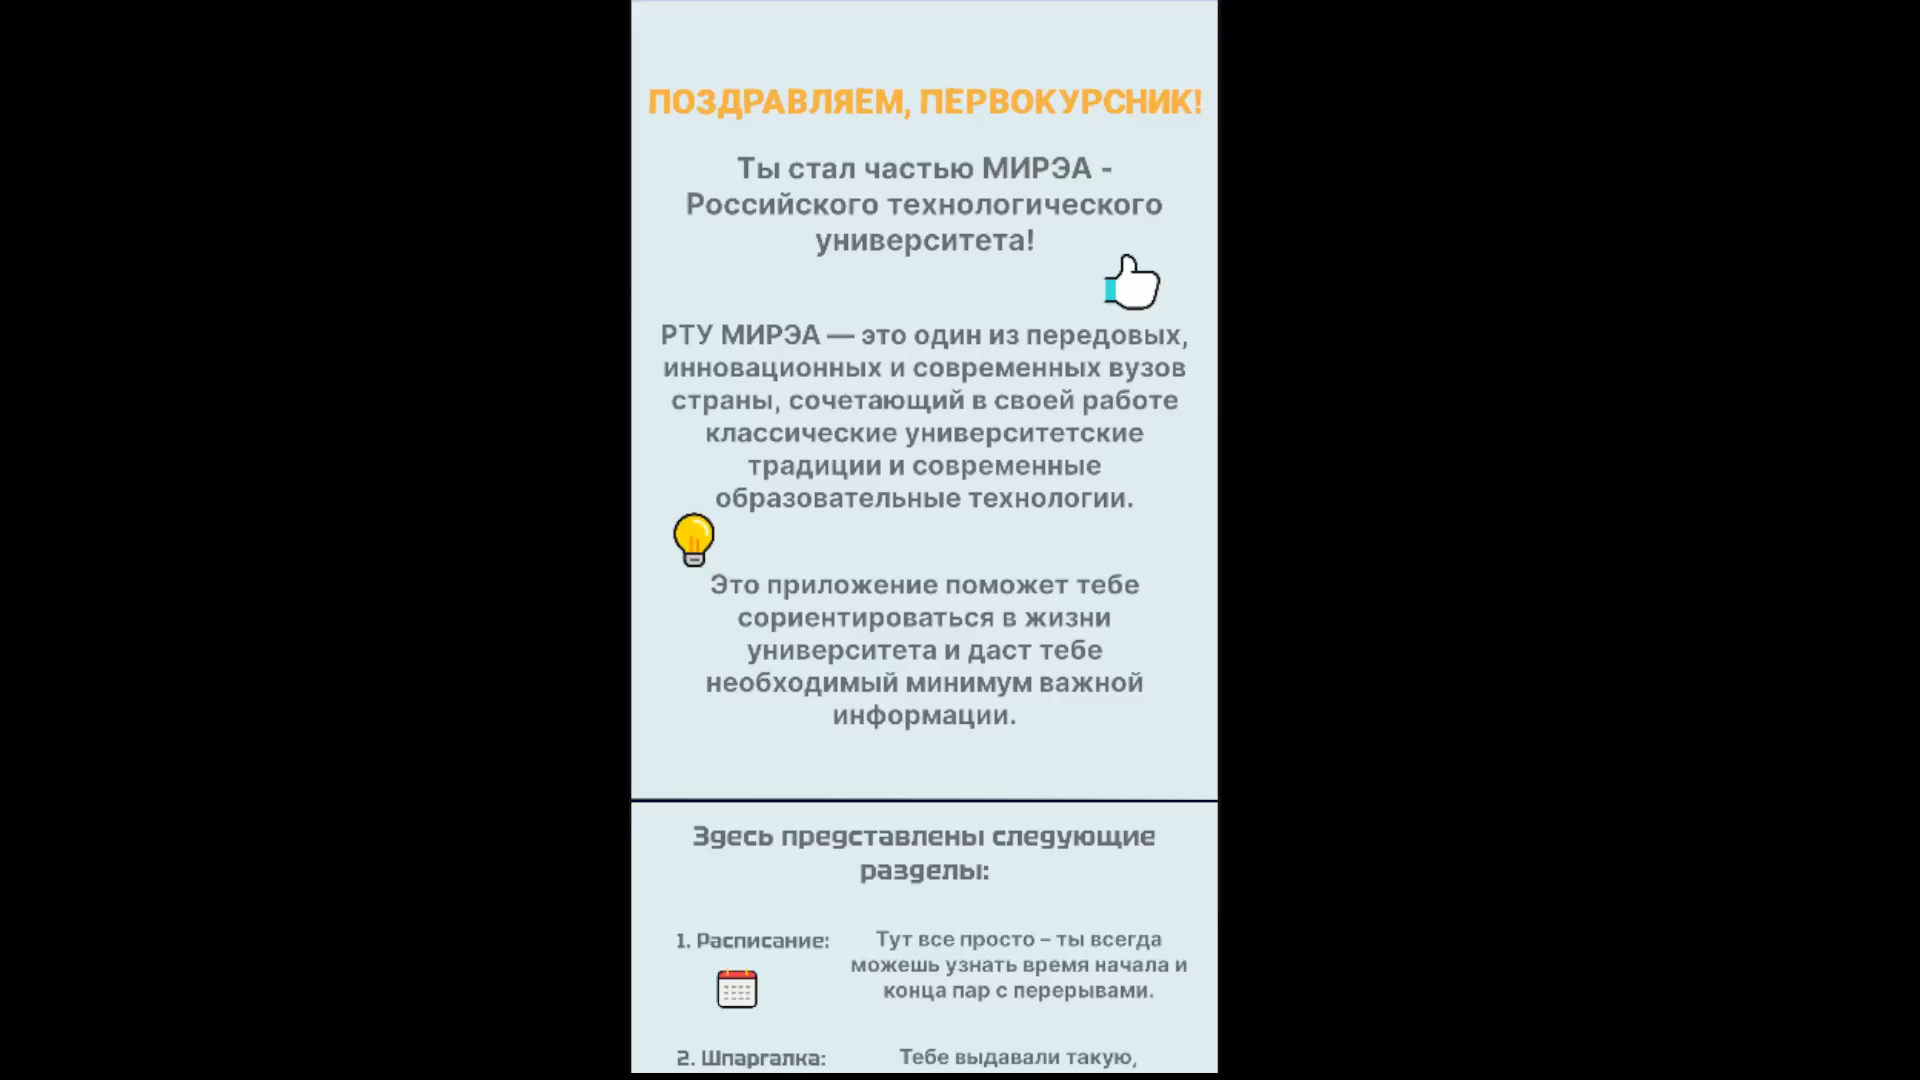 ПОЗДРАВЛЯЕМ, ПЕРВОКУРСНИК!
Ты стал частью МИРЭА -
Российского технологического
университета!
РТУ МИРЭА — это один из передовых,
инновационных и современных вузов
страны, сочетающий в своей работе
классические университетские
традиции и современные
образовательные технологии.
Это приложение поможет тебе
сориентироваться в жизни
университета и даст тебе
необходимый минимум важной
информации.
Здесь представлены следующие
разделы:
1. Расписание:
Тут все просто – ты всегда
можешь узнать время начала и
конца пар с перерывами.
2. Шпаргалка:
Тебе выдавали такую,